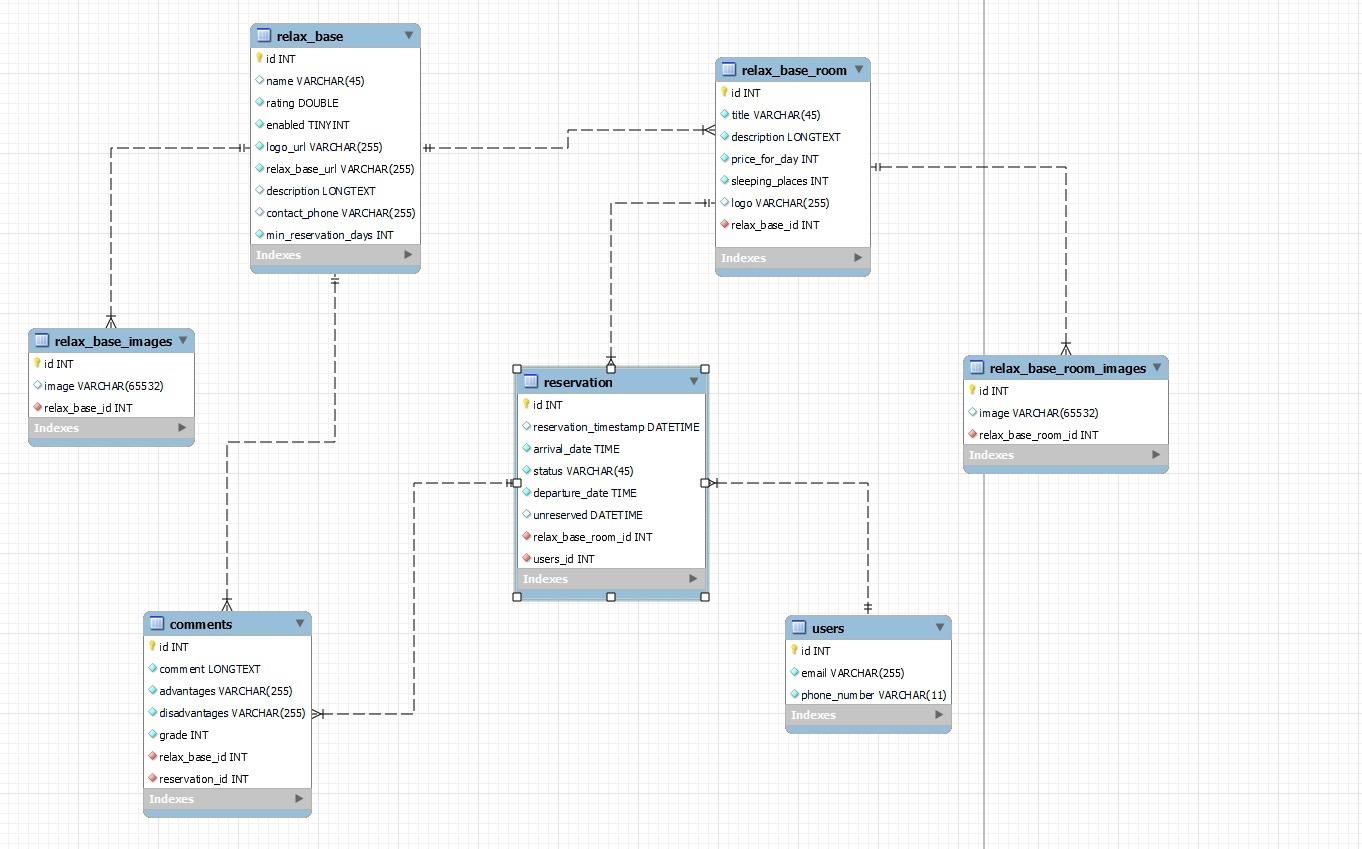 relax_base
id INT
name VARCHAR(45)
rating DOUBLE
enabled TINYINT
logo_url VARCHAR(255)
relax_base_url VARCHAR(255)
description LONGTEXT
contact_phone VARCHAR(255)
min_reservation_days INT
Indexes
relax_base_room
id INT
title VARCHAR(45)
description LONGTEXT
price_for_day INT
sleeping_places INT
logo VARCHAR(255)
relax_base_id INT
Indexes
relax_base_images
id INT
image VARCHAR(65532)
relax_base_id INT
Indexes
reservation
id INT
reservation_timestamp DATETIME
arrival_date TIME
status VARCHAR(45)
departure_date TIME
unreserved DATETIME
relax_base_room_id INT
users_id INT
Indexes
relax_base_room_images
id INT
image VARCHAR(65532)
relax_base_room_id INT
Indexes
comments
id INT
comment LONGTEXT
advantages VARCHAR(255)
disadvantages VARCHAR(255)
grade INT
relax_base_id INT
reservation_id INT
Indexes
users
id INT
email VARCHAR(255)
phone_number VARCHAR(11)
Indexes